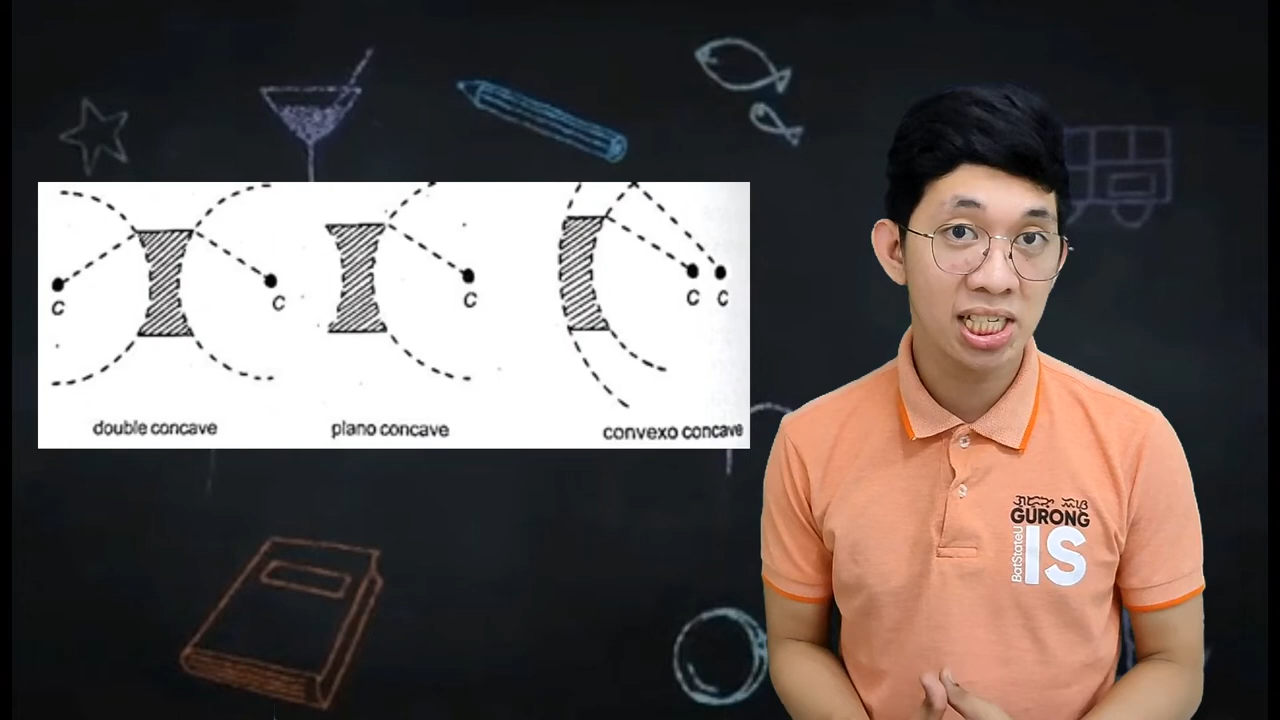 C
C
C
C C
double concave
plano concave
convexo concave
GURONG
BatStateU
IS